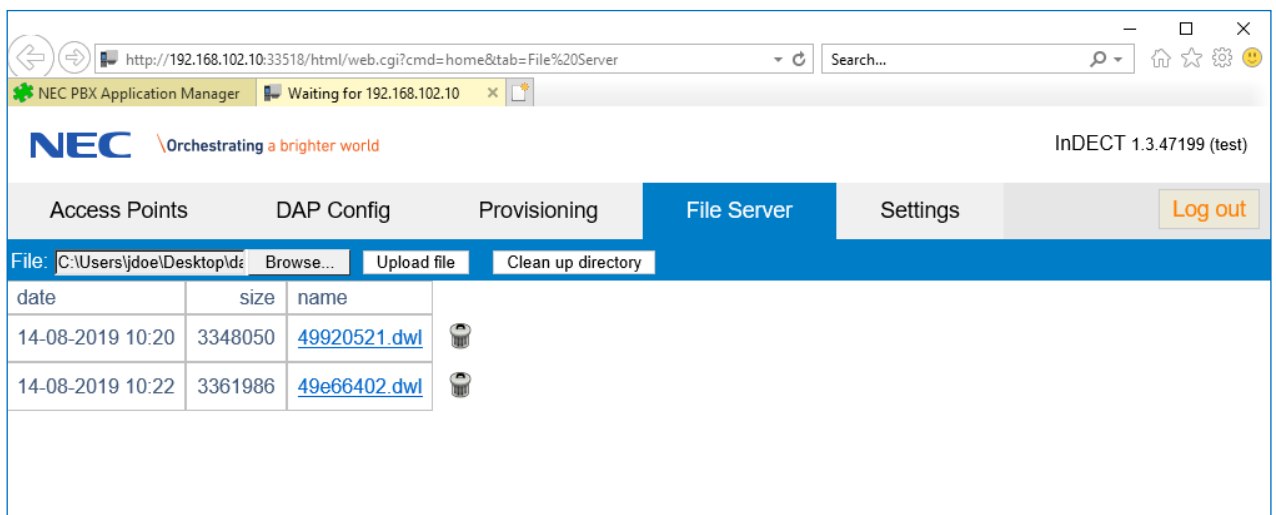 http://192.168.102.10:33518/html/web.cgi?cmd=home&tab=File%20Server Search...
NEC PBX Application Manager Waiting for 192.168.102.10
NEC \Orchestrating a brighter world InDECT 1.3.47199 (test)
Access Points DAP Config Provisioning File Server Settings Log out
File: C:\Users\jdoe\Desktop\da Browse... Upload file Clean up directory
date size name
14-08-2019 10:20 3348050 49920521.dwl
14-08-2019 10:22 3361986 49e66402.dwl